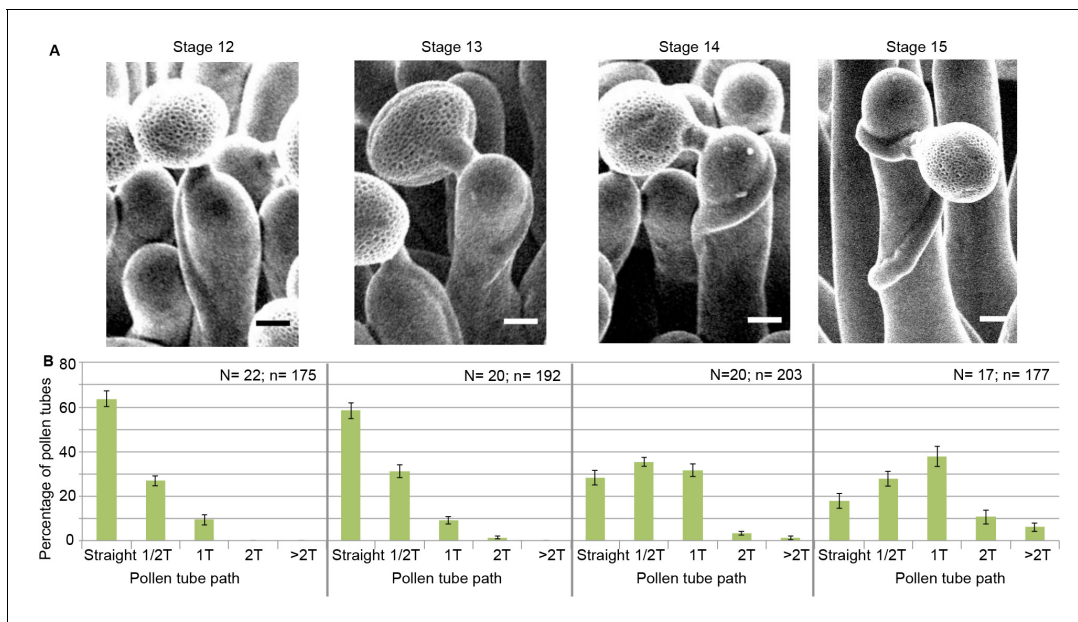 A
Stage 12 Stage 13 Stage 14 Stage 15
B
Percentage of pollen tubes
80
60
40
20
0
N= 22; n= 175 N= 20; n= 192 N=20; n= 203 N= 17; n= 177
Straight 1/2T 1T 2T >2T Straight 1/2T 1T 2T >2T Straight 1/2T 1T 2T >2T Straight 1/2T 1T 2T >2T
Pollen tube path Pollen tube path Pollen tube path Pollen tube path